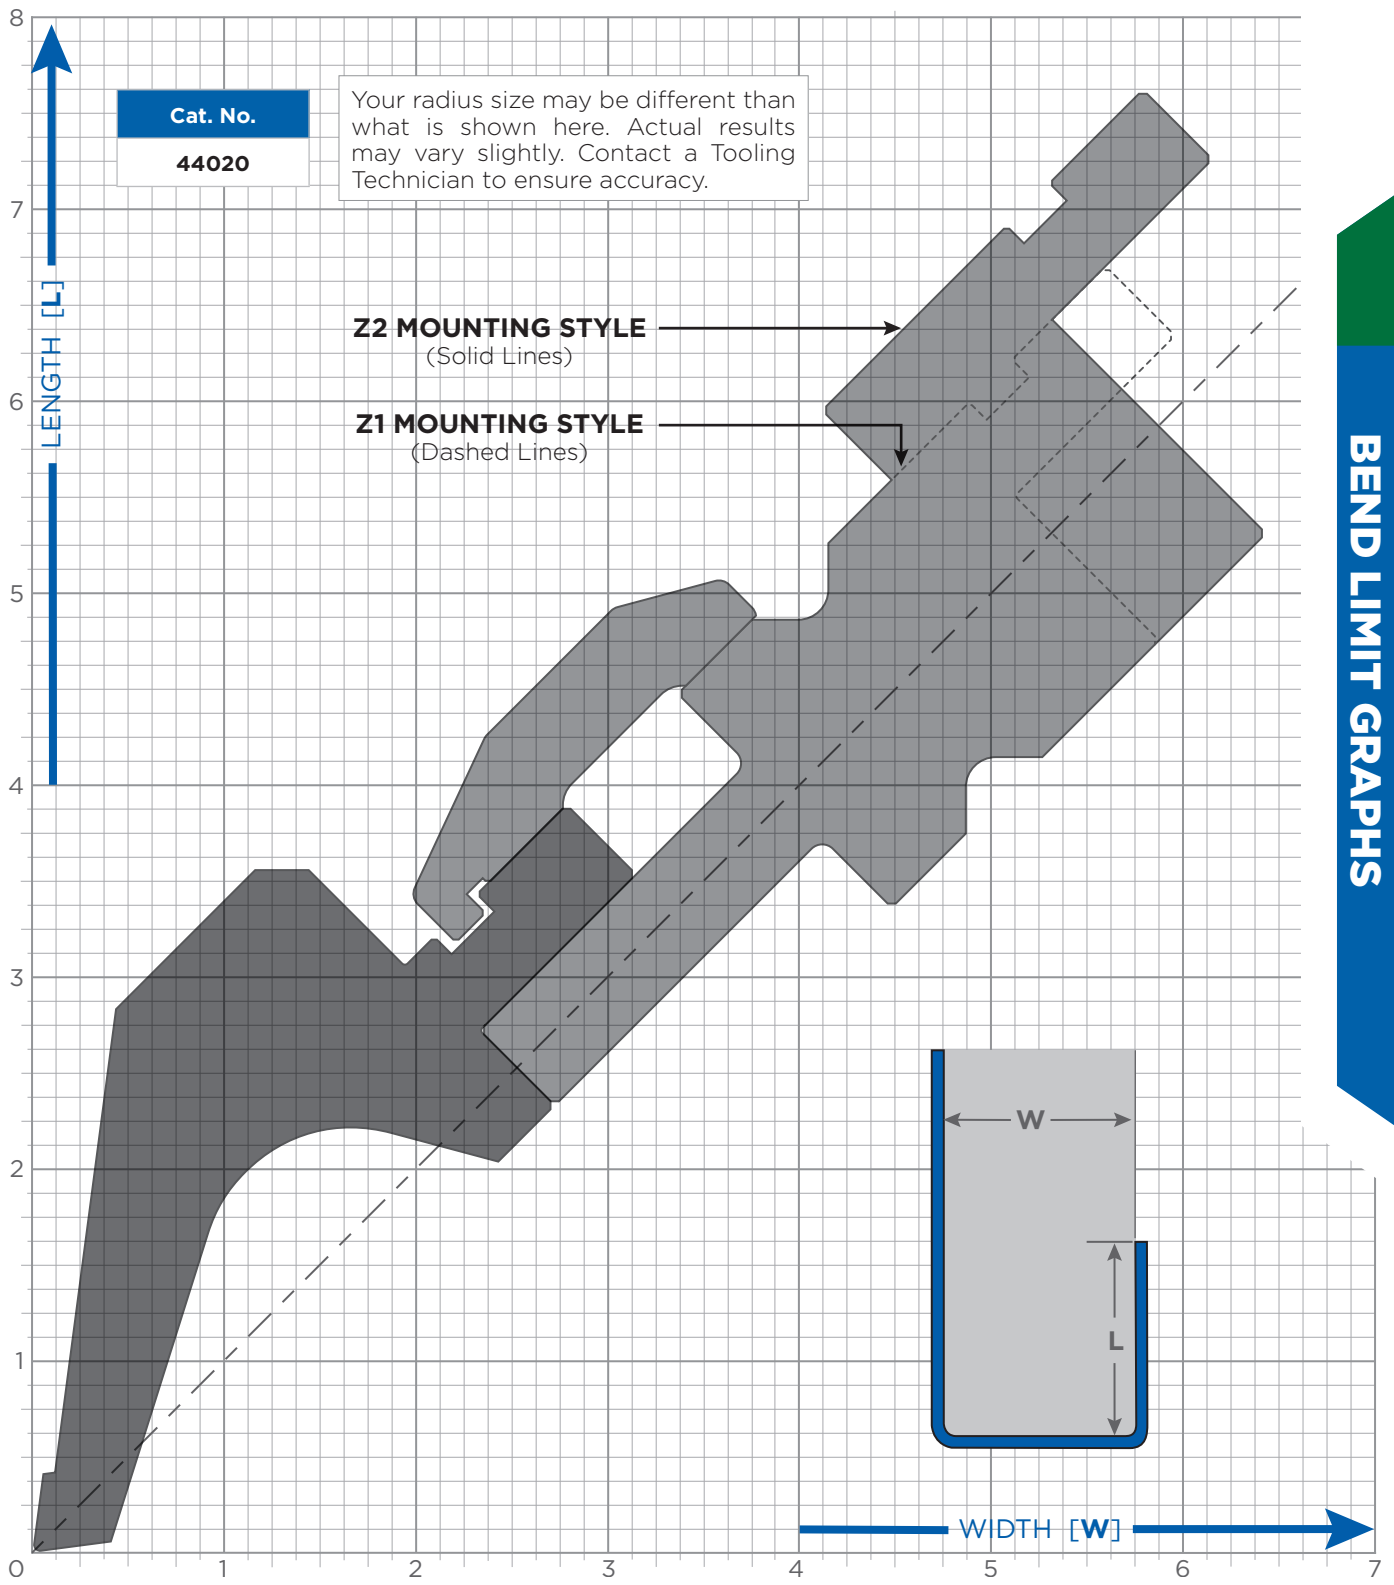 8
7
6
5
4
3
2
1
0
1
2
3
4
5
6
7
LENGTH [L]
Cat. No.
44020
Your radius size may be different than
what is shown here. Actual results
may vary slightly. Contact a Tooling
Technician to ensure accuracy.
Z2 MOUNTING STYLE
(Solid Lines)
Z1 MOUNTING STYLE
(Dashed Lines)
BEND LIMIT GRAPHS
W
L
WIDTH [W]